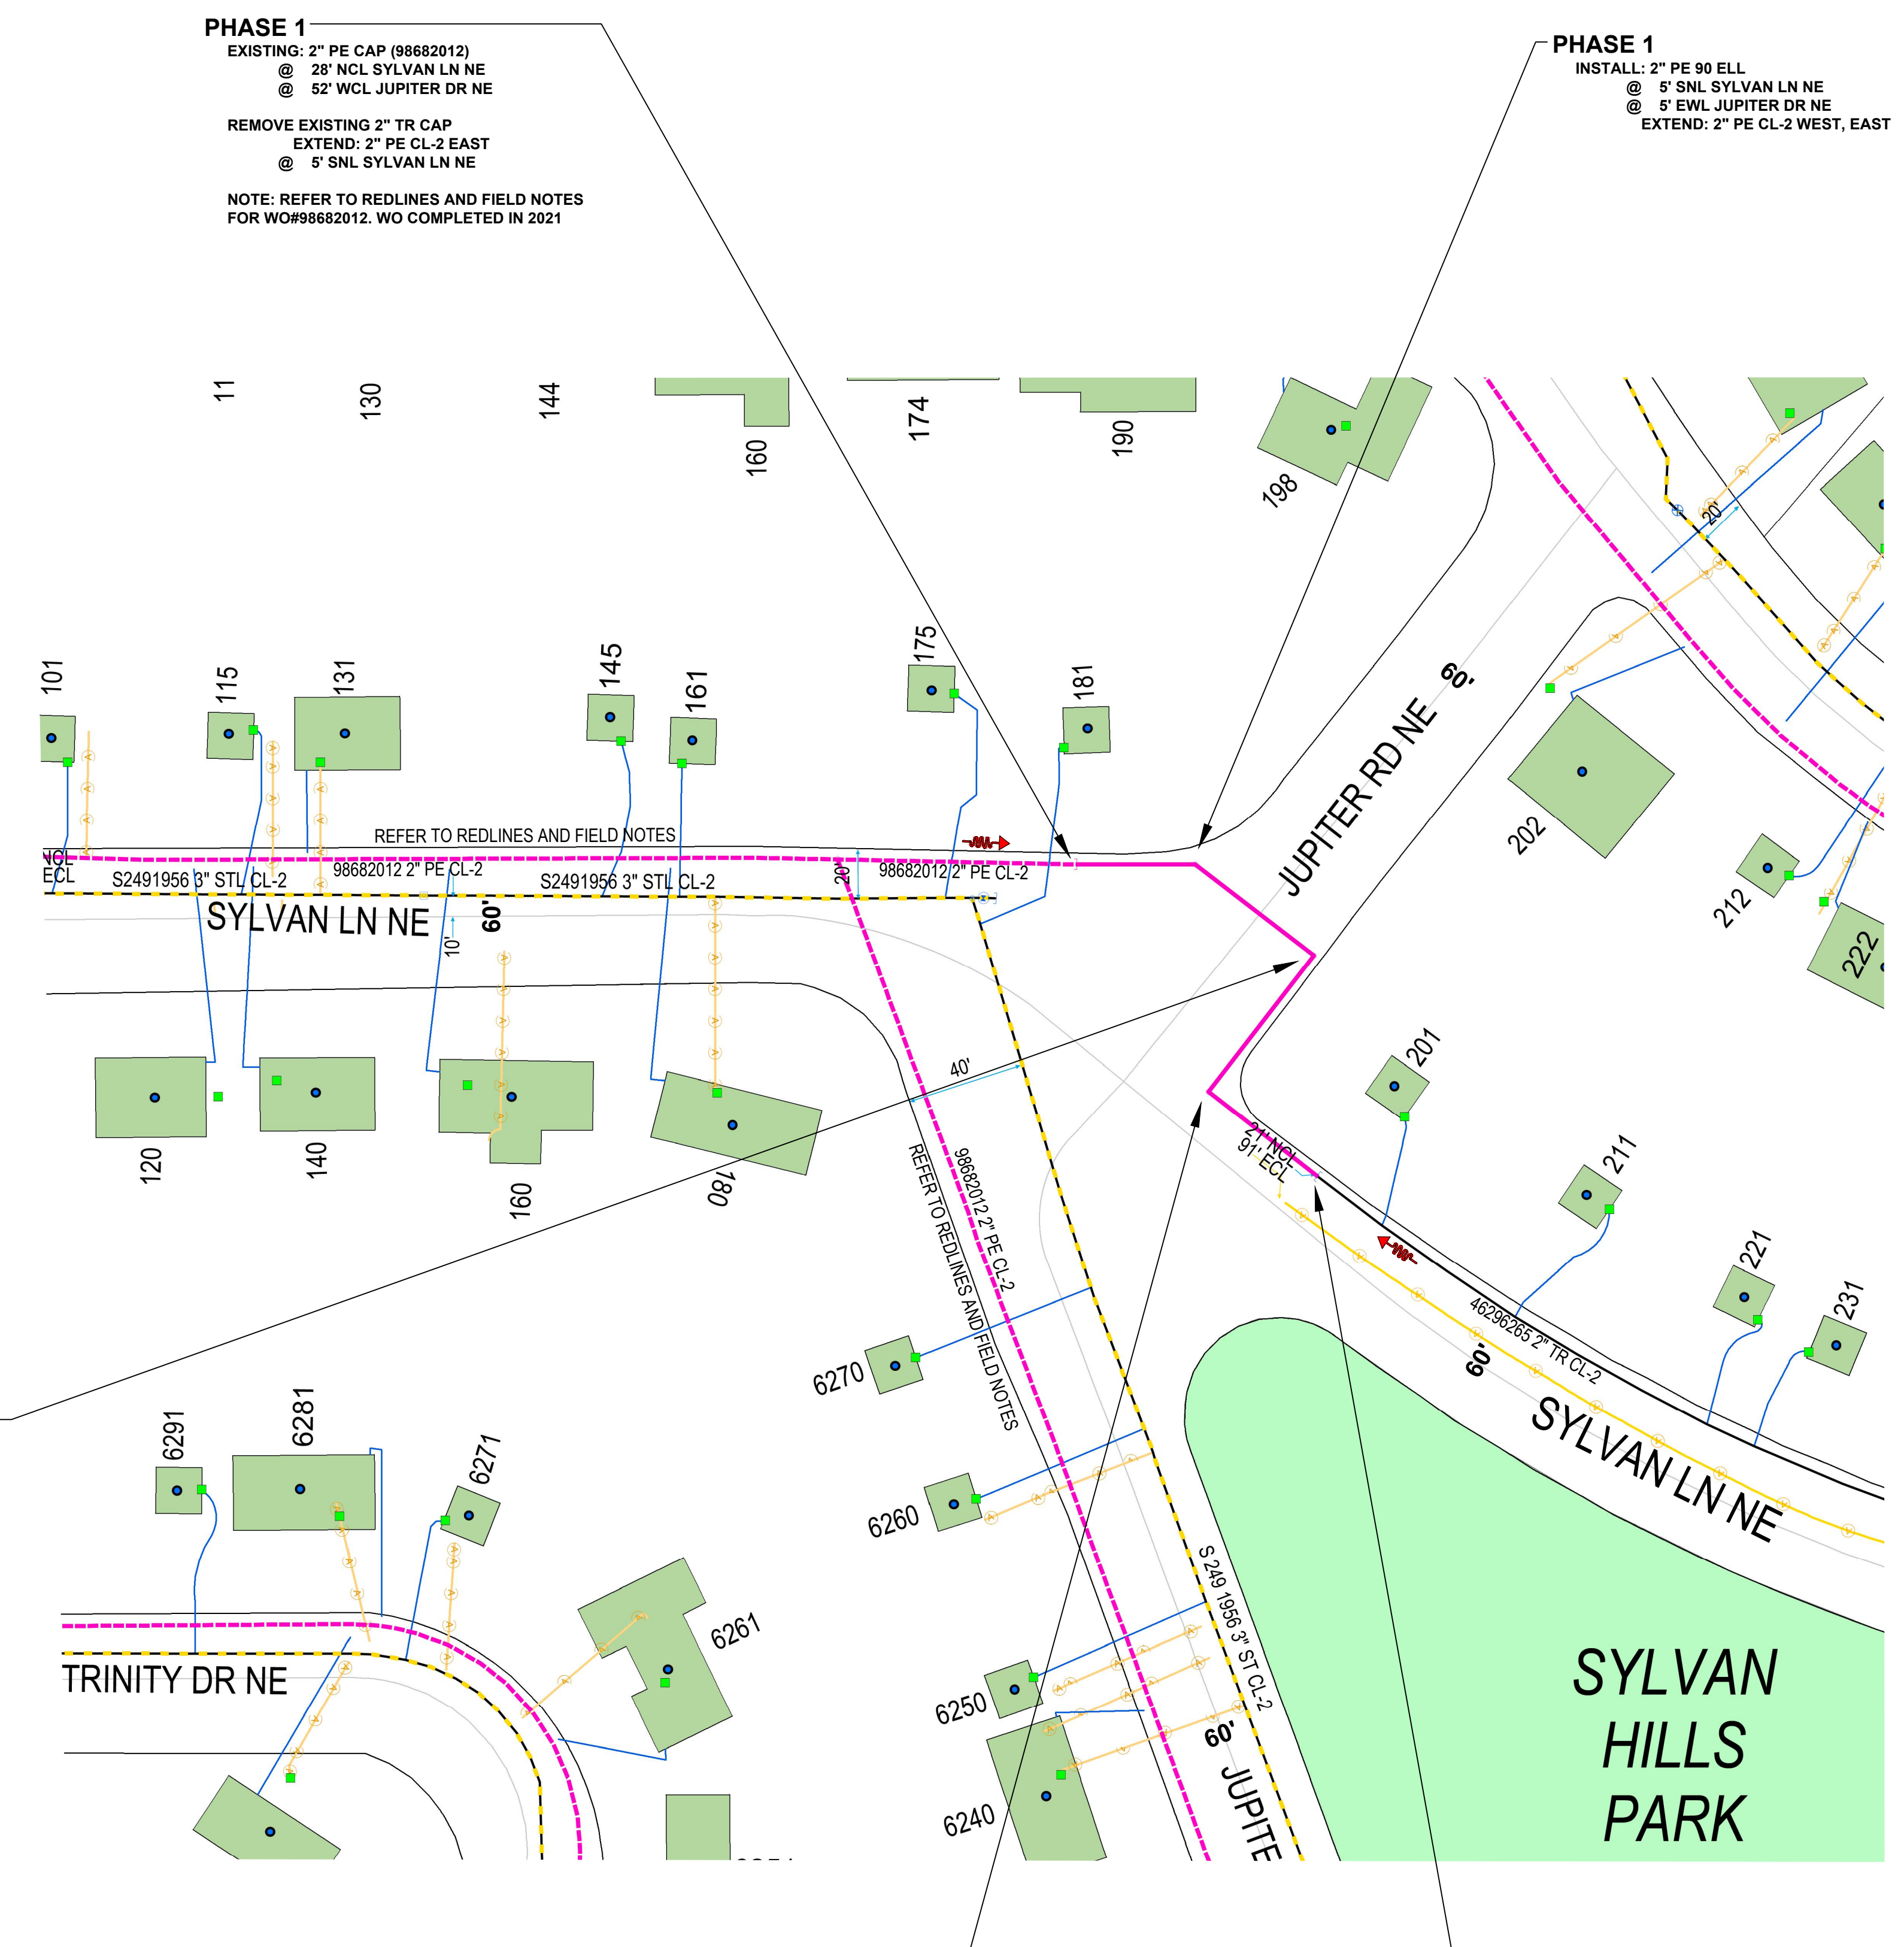 PHASE 1
EXISTING: 2" PE CAP (98682012)
@ 28' NCL SYLVAN LN NE
@ 52' WCL JUPITER DR NE
REMOVE EXISTING 2" TR CAP
EXTEND: 2" PE CL-2 EAST
@ 5' SNL SYLVAN LN NE
NOTE: REFER TO REDLINES AND FIELD NOTES
FOR WO#98682012. WO COMPLETED IN 2021
PHASE 1
INSTALL: 2" PE 90 ELL
@ 5' SNL SYLVAN LN NE
@ 5' EWL JUPITER DR NE
EXTEND: 2" PE CL-2 WEST, EAST
11
130
144
160
174
190
198
20'
101
115
131
145
161
175
181
JUPITER RD NE
60'
202
212
222
REFER TO REDLINES AND FIELD NOTES
NCL
ECL
S2491956 3" STL CL-2
98682012 2" PE CL-2
S2491956 3" STL CL-2
20'
98682012 2" PE CL-2
SYLVAN LN NE
10'
60'
120
140
160
180
40'
201
211
221
231
21' NCL
91' ECL
98682012 2" PE CL-2
REFER TO REDLINES AND FIELD NOTES
46296265 2" TR CL-2
60'
SYLVAN LN NE
6270
6260
6250
6240
6291
6281
6271
6261
TRINITY DR NE
S 249 1956 3" ST CL-2
60'
JUPITE
SYLVAN
HILLS
PARK